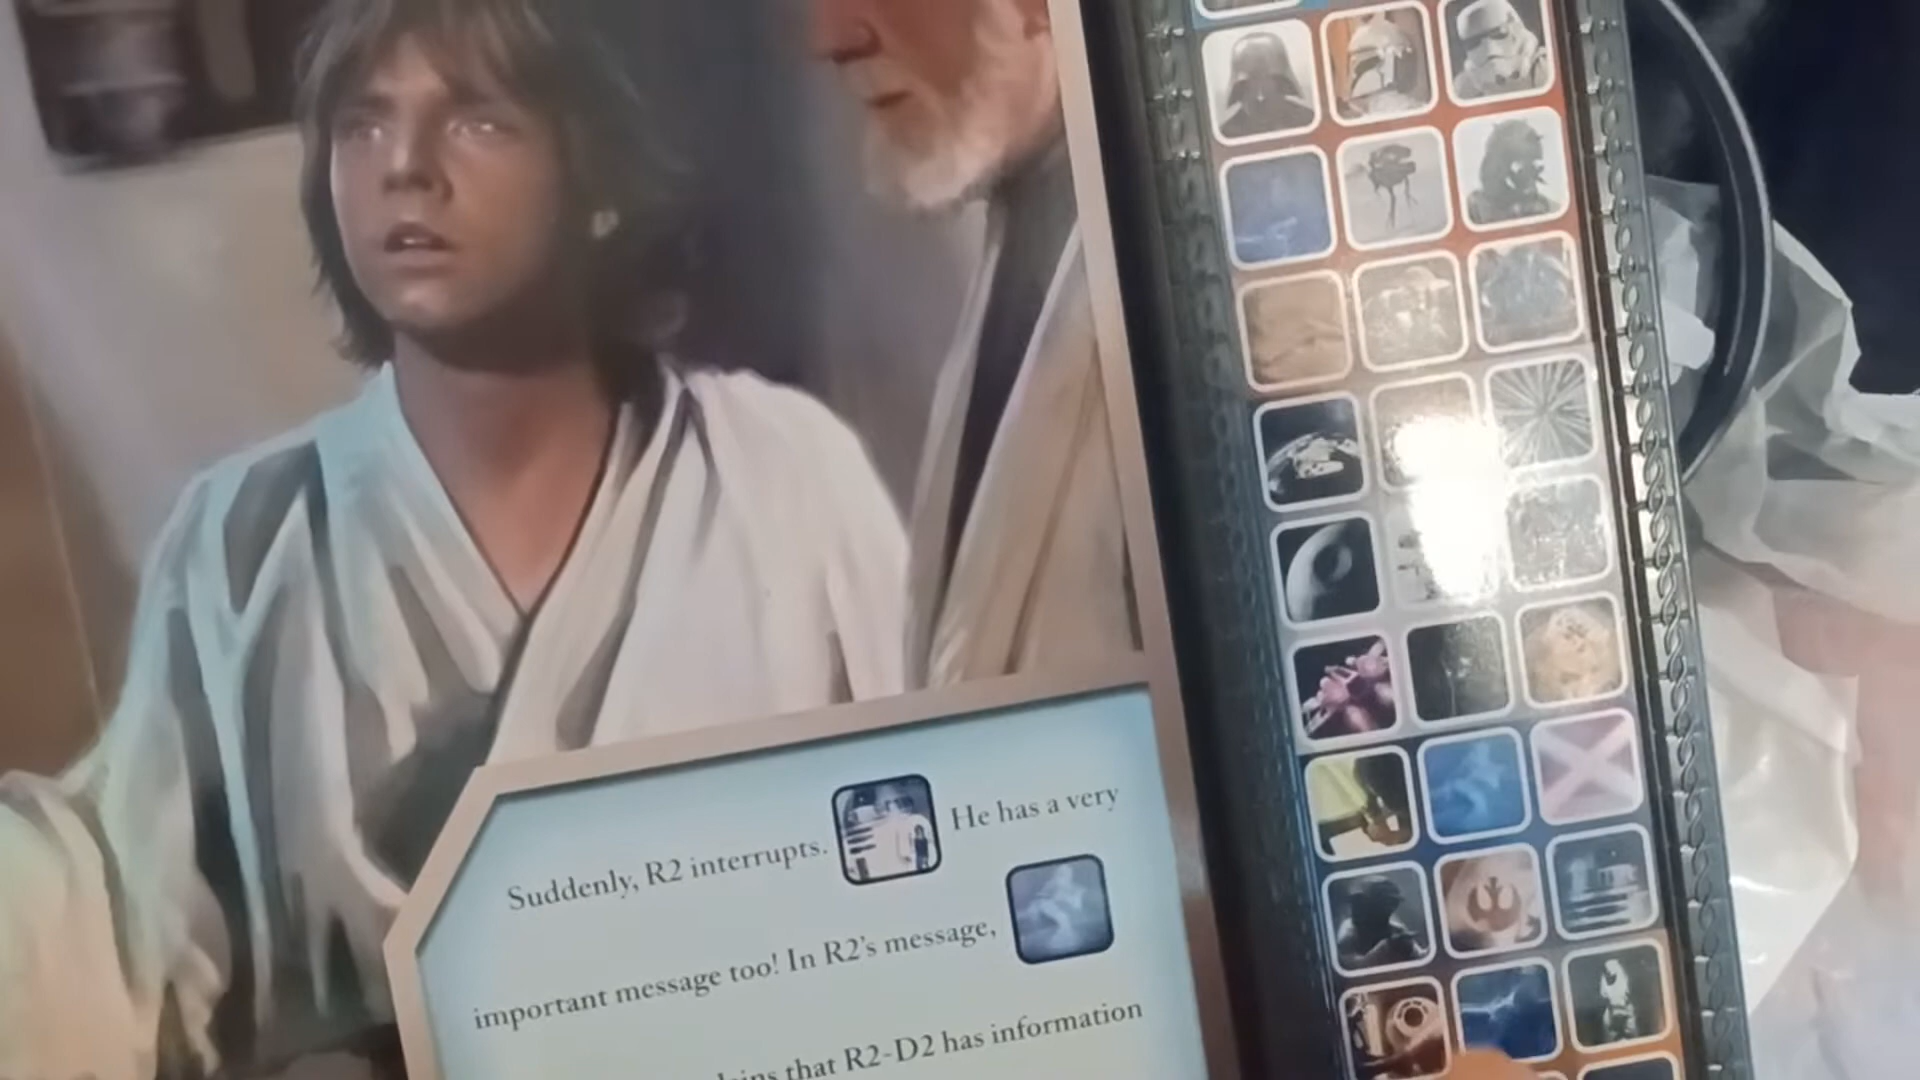 Suddenly, R2 interrupts. He has a very
important message too! In R2's message,
that R2-D2 has information